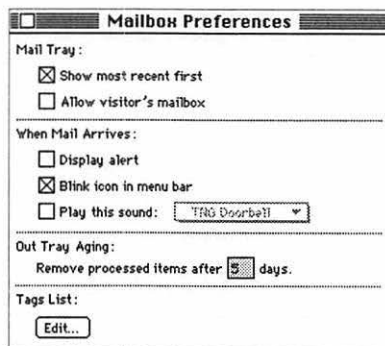 Mailbox Preferences
Mail Tray:
Show most recent first
Allow visitor's mailbox
When Mail Arrives:
Display alert
Blink icon in menu bar
Play this sound: TNG Doorbell
Out Tray Aging:
Remove processed items after 5 days.
Tags List:
Edit...